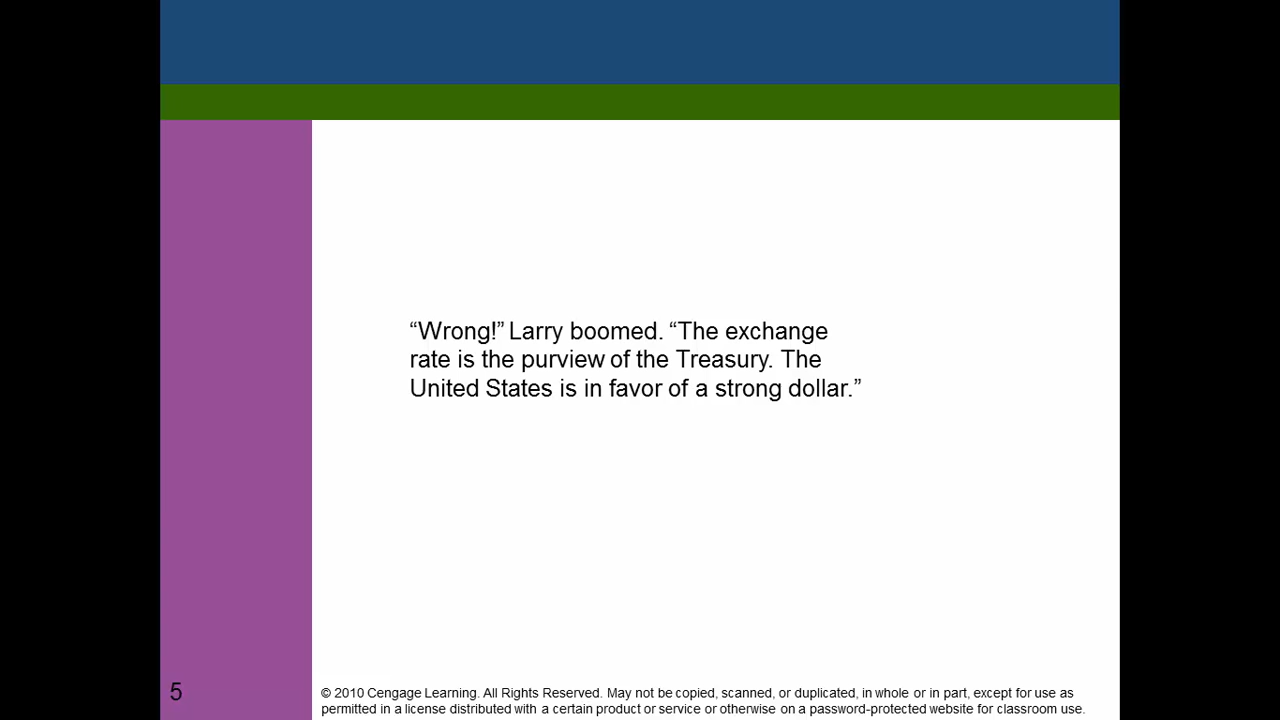 “Wrong!” Larry boomed. “The exchange
rate is the purview of the Treasury. The
United States is in favor of a strong dollar.”
5
© 2010 Cengage Learning. All Rights Reserved. May not be copied, scanned, or duplicated, in whole or in part, except for use as
permitted in a license distributed with a certain product or service or otherwise on a password-protected website for classroom use.